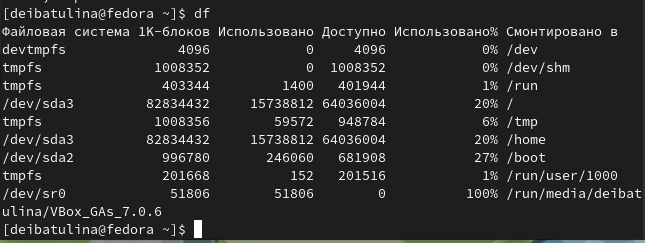 [deibatulina@fedora ~]$ df
Файловая система 1K-блоков Использовано Доступно Использовано% Смонтировано в
devtmpfs 4096 0 4096 0% /dev
tmpfs 1008352 0 1008352 0% /dev/shm
tmpfs 403344 1400 401944 1% /run
/dev/sda3 82834432 15738812 64036004 20% /
tmpfs 1008356 59572 948784 6% /tmp
/dev/sda3 82834432 15738812 64036004 20% /home
/dev/sda2 996780 246060 681908 27% /boot
tmpfs 201668 152 201516 1% /run/user/1000
/dev/sr0 51806 51806 0 100% /run/media/deibat
ulina/VBox_GAs_7.0.6
[deibatulina@fedora ~]$